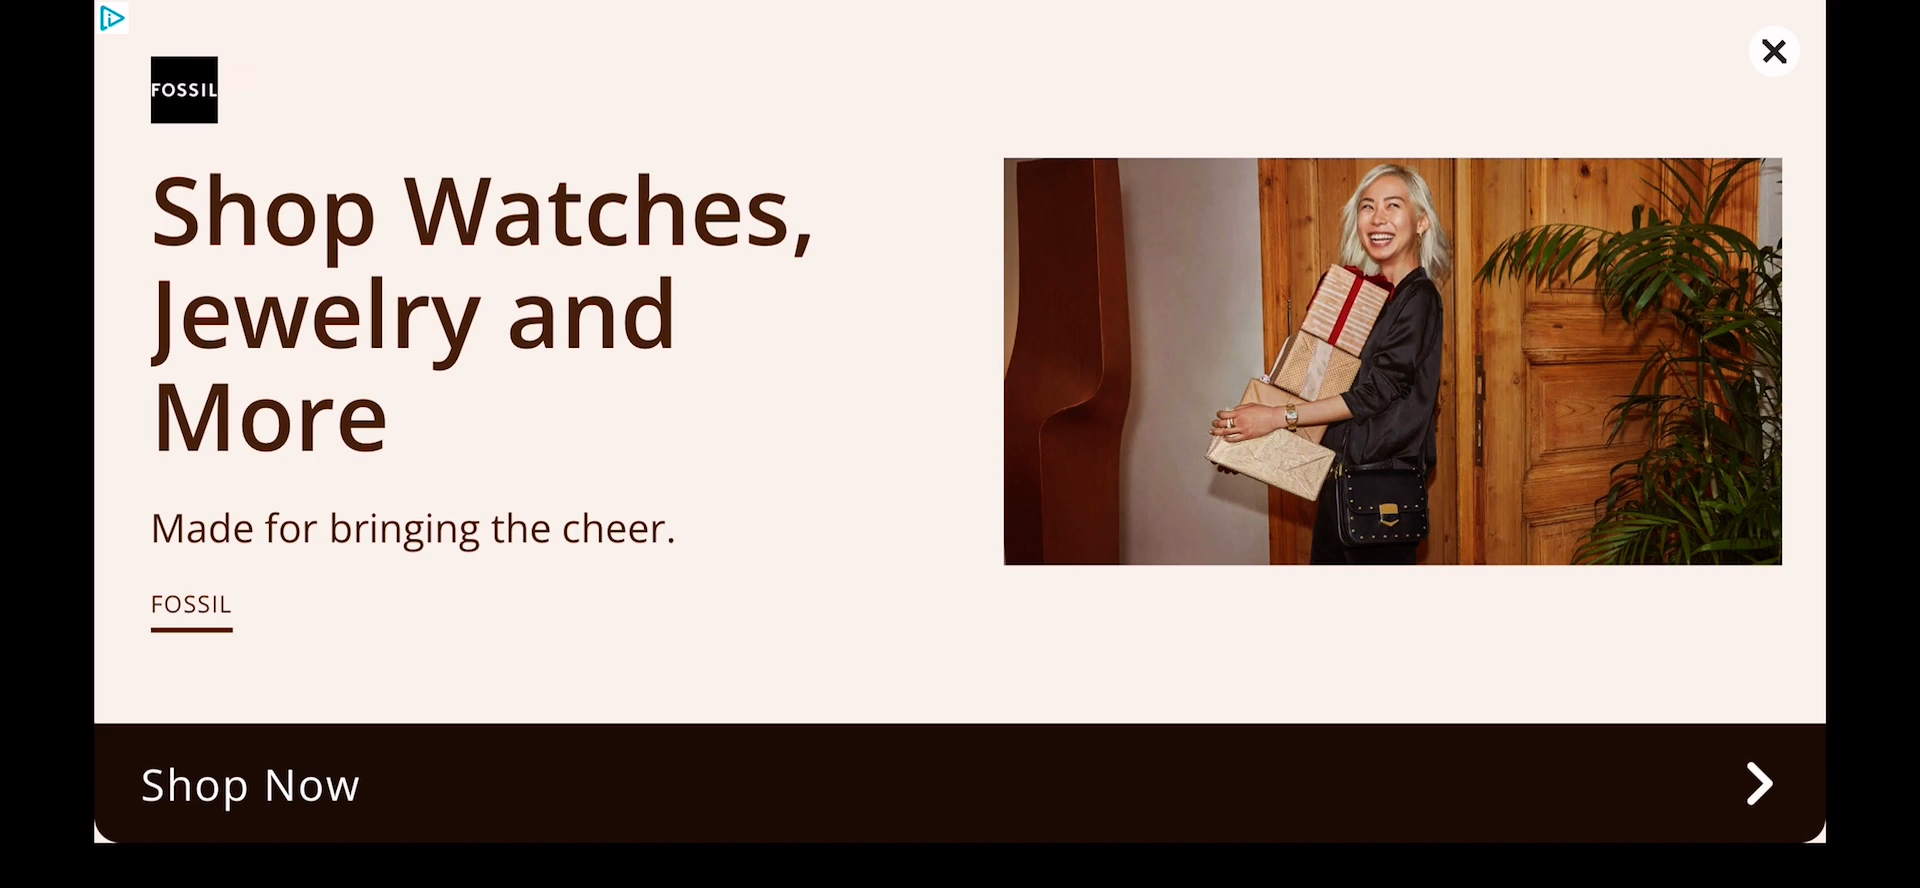 FOSSIL
Shop Watches,
Jewelry and
More
Made for bringing the cheer.
FOSSIL
Shop Now